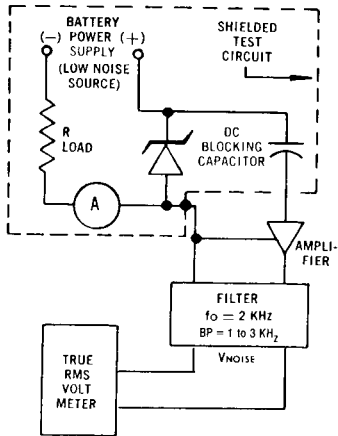 BATTERY
(-) POWER (+)
SUPPLY
(LOW NOISE
SOURCE)
SHIELDED
TEST
CIRCUIT
R
LOAD
DC
BLOCKING
CAPACITOR
A
AMPLI-
FIER
FILTER
fo = 2 KHz
BP = 1 to 3 KHz
VNOISE
TRUE
RMS
VOLT
METER